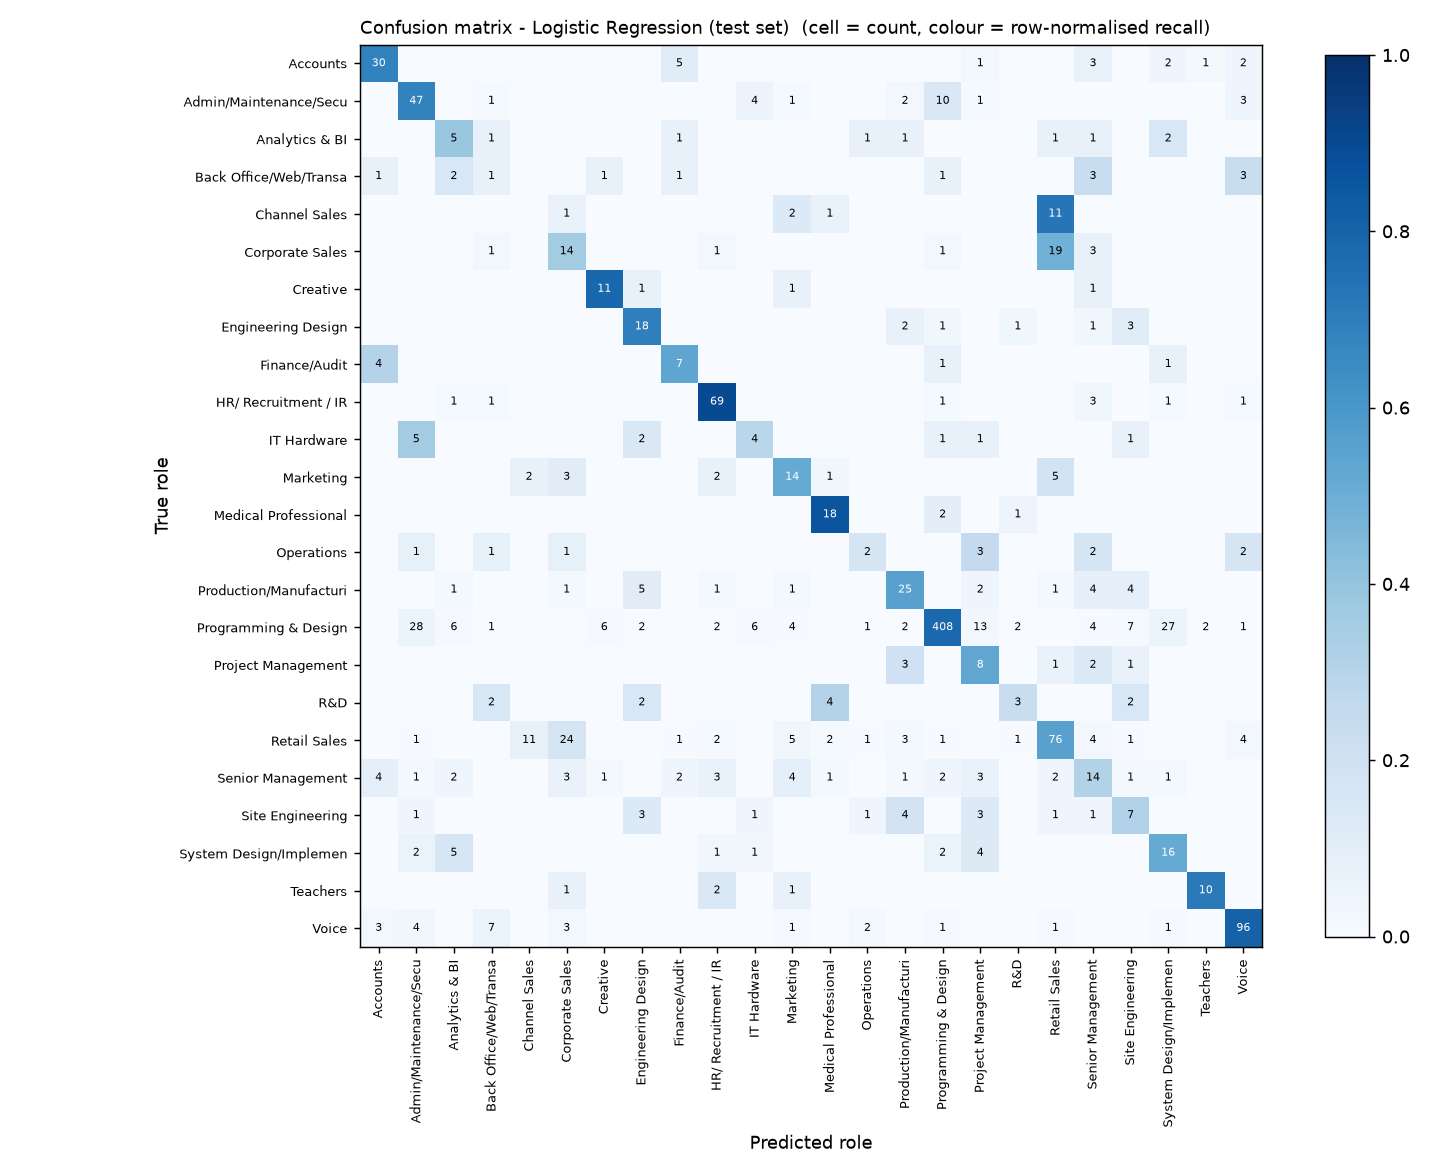 Confusion matrix - Logistic Regression (test set)  (cell = count, colour = row-normalised recall)
Accounts 30 5 1 3 2 1 2
Admin/Maintenance/Secu 47 1 4 1 2 10 1 3
Analytics & BI 5 1 1 1 1 1 1 2
Back Office/Web/Transa 1 2 1 1 1 1 3 3
Channel Sales 1 2 1 11
Corporate Sales 1 14 1 1 19 3
Creative 11 1 1 1
Engineering Design 18 2 1 1 1 3
Finance/Audit 4 7 1 1
HR/ Recruitment / IR 1 1 69 1 3 1 1
IT Hardware 5 2 4 1 1 1
Marketing 2 3 2 14 1 5
Medical Professional 18 2 1
Operations 1 1 1 2 3 2 2
Production/Manufacturi 1 1 5 1 1 25 2 1 4 4
Programming & Design 28 6 1 6 2 2 6 4 1 2 408 13 2 4 7 27 2 1
Project Management 3 8 1 2 1
R&D 2 2 4 3 2
Retail Sales 1 11 24 1 2 5 2 1 3 1 1 76 4 1 4
Senior Management 4 1 2 3 1 2 3 4 1 1 2 3 2 14 1 1
Site Engineering 1 3 1 1 4 3 1 1 7
System Design/Implemen 2 5 1 1 2 4 16
Teachers 1 2 1 10
Voice 3 4 7 3 1 2 1 1 1 96
True role
Accounts
Admin/Maintenance/Secu
Analytics & BI
Back Office/Web/Transa
Channel Sales
Corporate Sales
Creative
Engineering Design
Finance/Audit
HR/ Recruitment / IR
IT Hardware
Marketing
Medical Professional
Operations
Production/Manufacturi
Programming & Design
Project Management
R&D
Retail Sales
Senior Management
Site Engineering
System Design/Implemen
Teachers
Voice
Predicted role
1.0
0.8
0.6
0.4
0.2
0.0